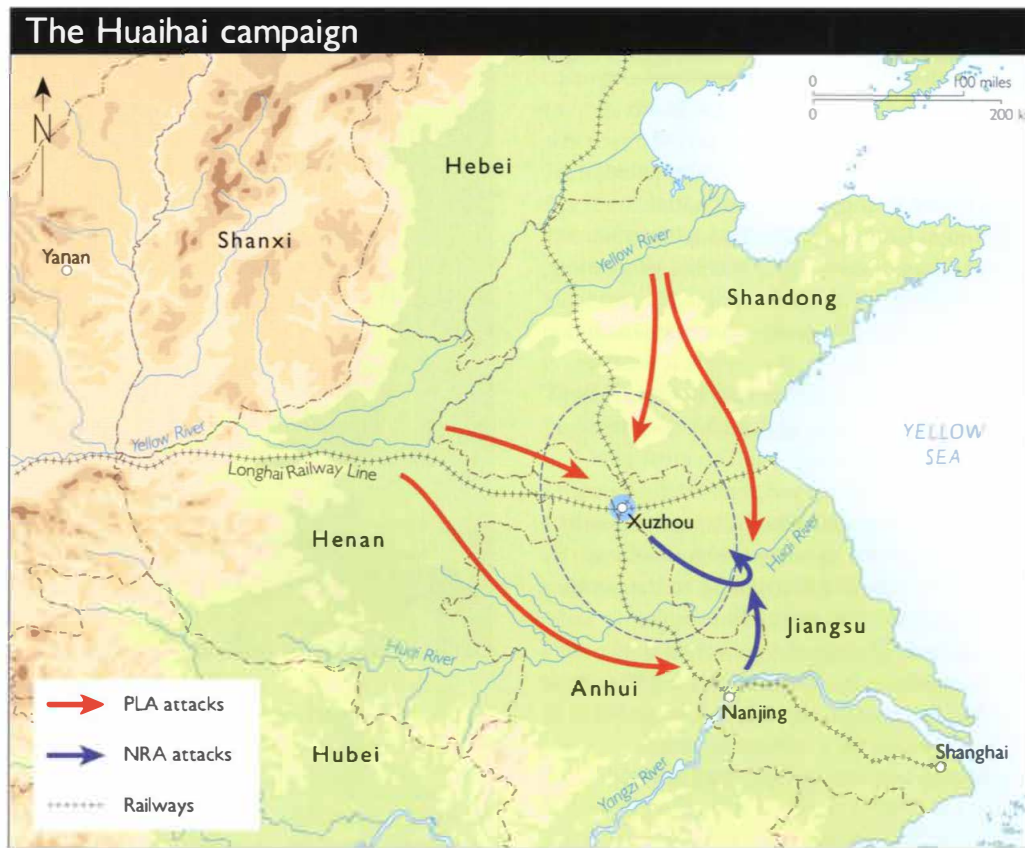 The Huaihai campaign
N
0 100 miles
0 200 k
Hebei
Shanxi
Yanan
Yellow River
Shandong
Yellow River
Longhai Railway Line
YELLOW
SEA
Xuzhou
Henan
Huai River
Jiangsu
Huai River
Anhui
Nanjing
Hubei
Shanghai
Yangzi River
PLA attacks
NRA attacks
Railways